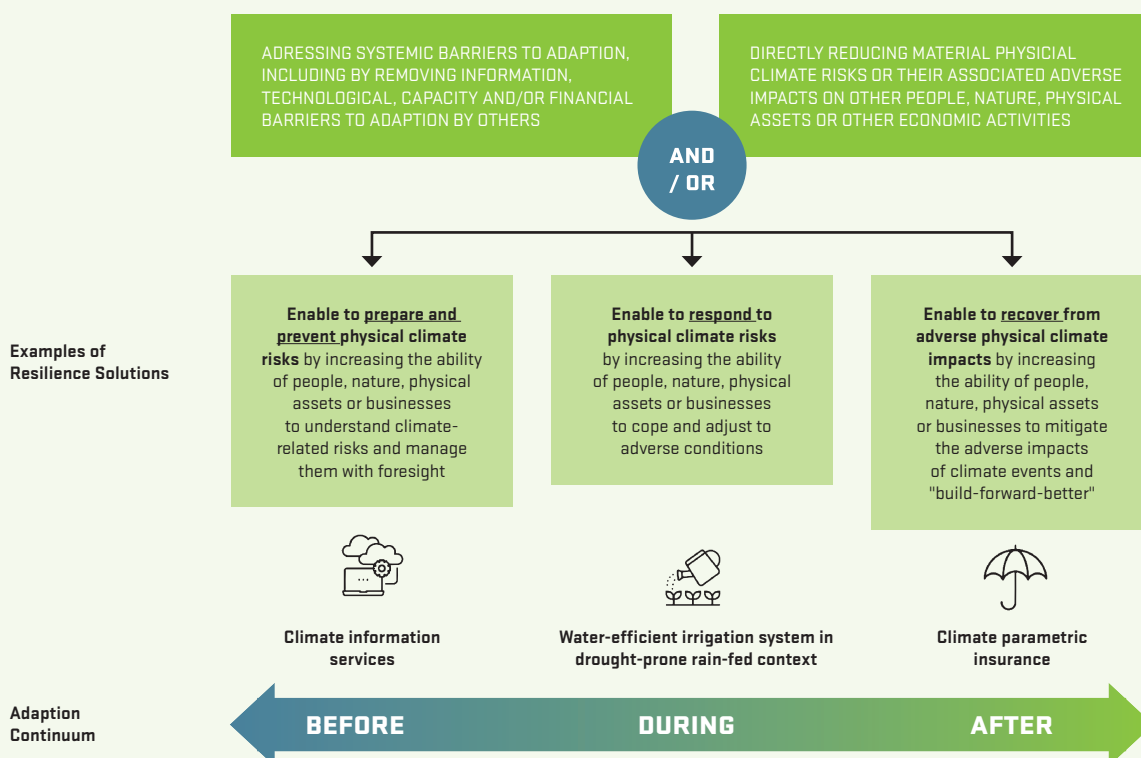 ADRESSING SYSTEMIC BARRIERS TO ADAPTION,
INCLUDING BY REMOVING INFORMATION,
TECHNOLOGICAL, CAPACITY AND/OR FINANCIAL
BARRIERS TO ADAPTION BY OTHERS
DIRECTLY REDUCING MATERIAL PHYSICIAL
CLIMATE RISKS OR THEIR ASSOCIATED ADVERSE
IMPACTS ON OTHER PEOPLE, NATURE, PHYSICAL
ASSETS OR OTHER ECONOMIC ACTIVITIES
AND
/ OR
Examples of
Resilience Solutions
Enable to prepare and
prevent physical climate
risks by increasing the ability
of people, nature, physical
assets or businesses
to understand climate-
related risks and manage
them with foresight
Enable to respond to
physical climate risks
by increasing the ability
of people, nature, physical
assets or businesses
to cope and adjust to
adverse conditions
Enable to recover from
adverse physical climate
impacts by increasing
the ability of people,
nature, physical assets
or businesses to mitigate
the adverse impacts
of climate events and
"build-forward-better"
Climate information
services
Water-efficient irrigation system in
drought-prone rain-fed context
Climate parametric
insurance
Adaption
Continuum
BEFORE
DURING
AFTER